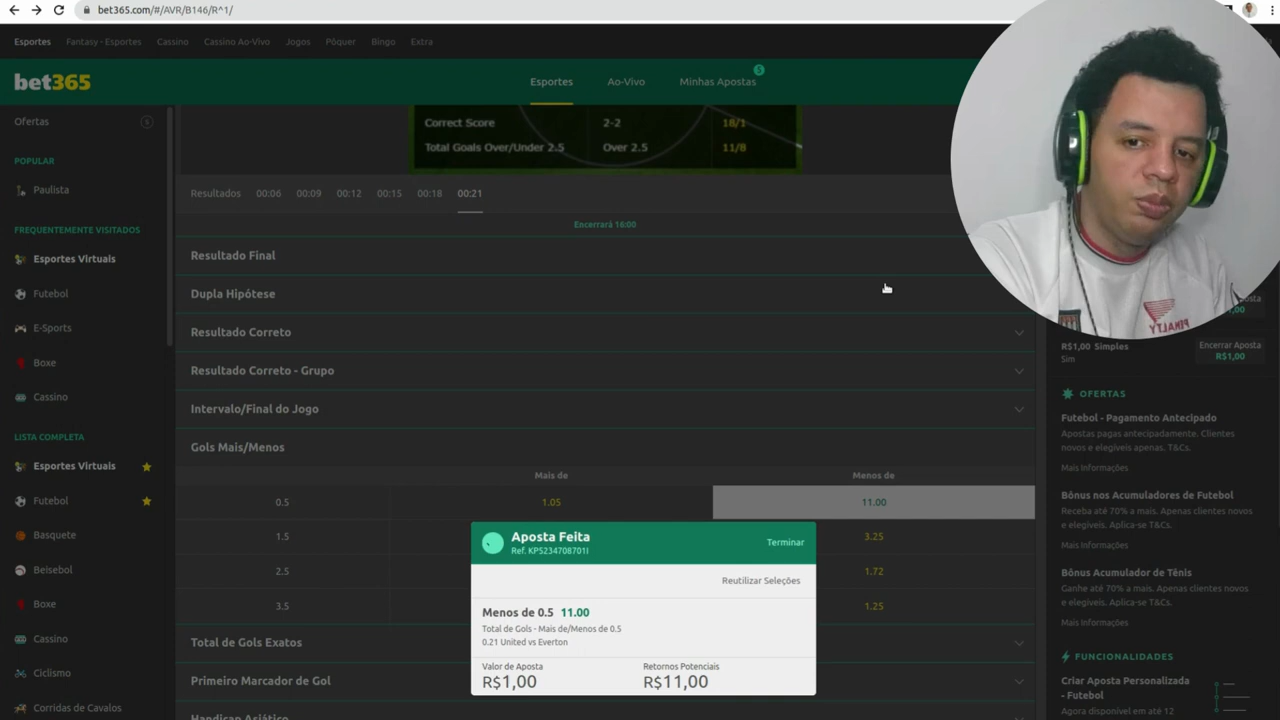 bet365.com/#/AVR/B146/R^1/
Esportes Fantasy - Esportes Cassino Cassino Ao-Vivo Jogos Pôquer Bingo Extra
bet365
Esportes Ao-Vivo Minhas Apostas 5
Ofertas 5
POPULAR
Paulista
FREQUENTEMENTE VISITADOS
Esportes Virtuais
Futebol
E-Sports
Boxe
Cassino
LISTA COMPLETA
Esportes Virtuais
Futebol
Basquete
Beisebol
Boxe
Cassino
Ciclismo
Corridas de Cavalos
Correct Score 2-2 18/1
Total Goals Over/Under 2.5 Over 2.5 11/8
Resultados 00:06 00:09 00:12 00:15 00:18 00:21
Encerrará 16:00
Resultado Final
Dupla Hipótese
Resultado Correto
Resultado Correto - Grupo
Intervalo/Final do Jogo
Gols Mais/Menos
Mais de Menos de
0.5 1.05 11.00
1.5 3.25
2.5 1.72
3.5 1.25
Total de Gols Exatos
Primeiro Marcador de Gol
Handicap Asiático
Aposta Feita
Ref. KP5234708701I
Terminar
Reutilizar Seleções
Menos de 0.5 11.00
Total de Gols - Mais de/Menos de 0.5
0.21 United vs Everton
Valor de Aposta Retornos Potenciais
R$1,00 R$11,00
PENALTY
R$1,00 Simples
Sim
Encerrar Aposta
R$1,00
OFERTAS
Futebol - Pagamento Antecipado
Apostas pagas antecipadamente. Clientes
novos e elegíveis apenas. T&Cs.
Mais Informações
Bônus nos Acumuladores de Futebol
Receba até 70% a mais. Apenas clientes novos
e elegíveis. Aplica-se T&Cs.
Mais Informações
Bônus Acumulador de Tênis
Ganhe até 70% a mais. Apenas clientes novos
e elegíveis. Aplica-se T&Cs.
Mais Informações
FUNCIONALIDADES
Criar Aposta Personalizada
- Futebol
Agora disponível em até 12